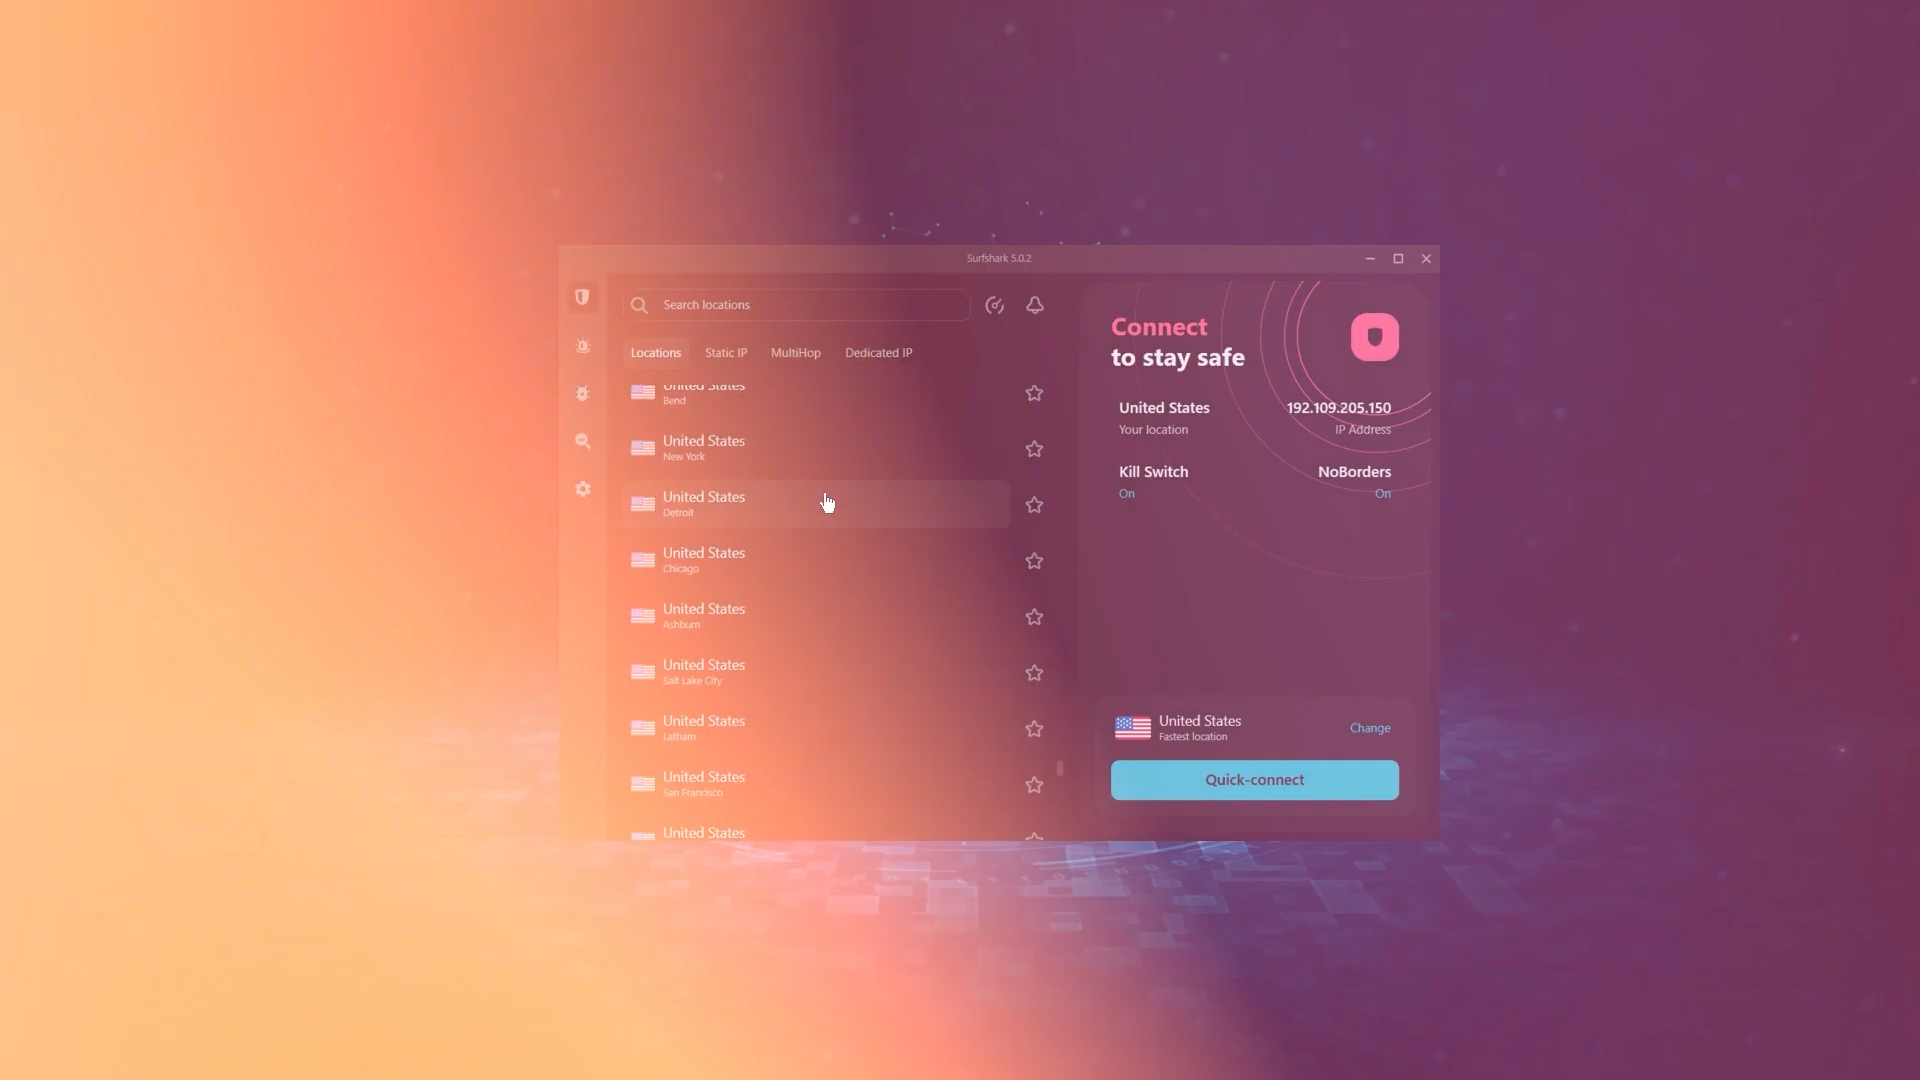 Surfshark 5.0.2
Search locations
Locations
Static IP
MultiHop
Dedicated IP
United States
Bend
United States
New York
United States
Detroit
United States
Chicago
United States
Ashburn
United States
Salt Lake City
United States
Latham
United States
San Francisco
United States
Connect
to stay safe
United States
192.109.205.150
Your location
IP Address
Kill Switch
NoBorders
On
On
United States
Fastest location
Change
Quick-connect